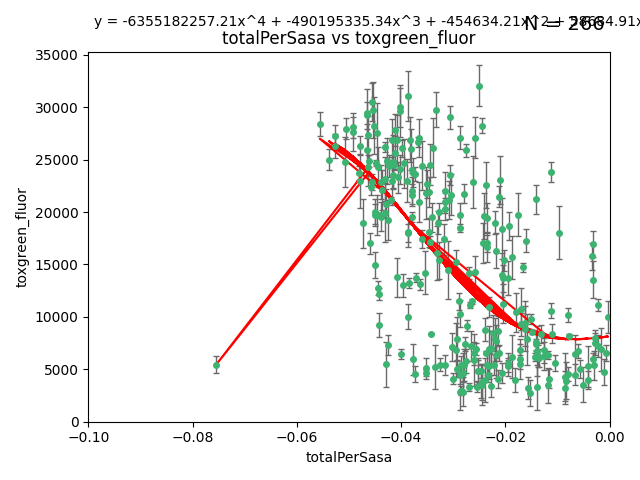 y = -6355182257.21x^4 + -490195335.34x^3 + -454634.21x^2 +
N = 266
totalPerSasa vs toxgreen_fluor
35000
30000
25000
20000
15000
10000
5000
0
toxgreen_fluor
−0.10 −0.08 −0.06 −0.04 −0.02 0.00
totalPerSasa